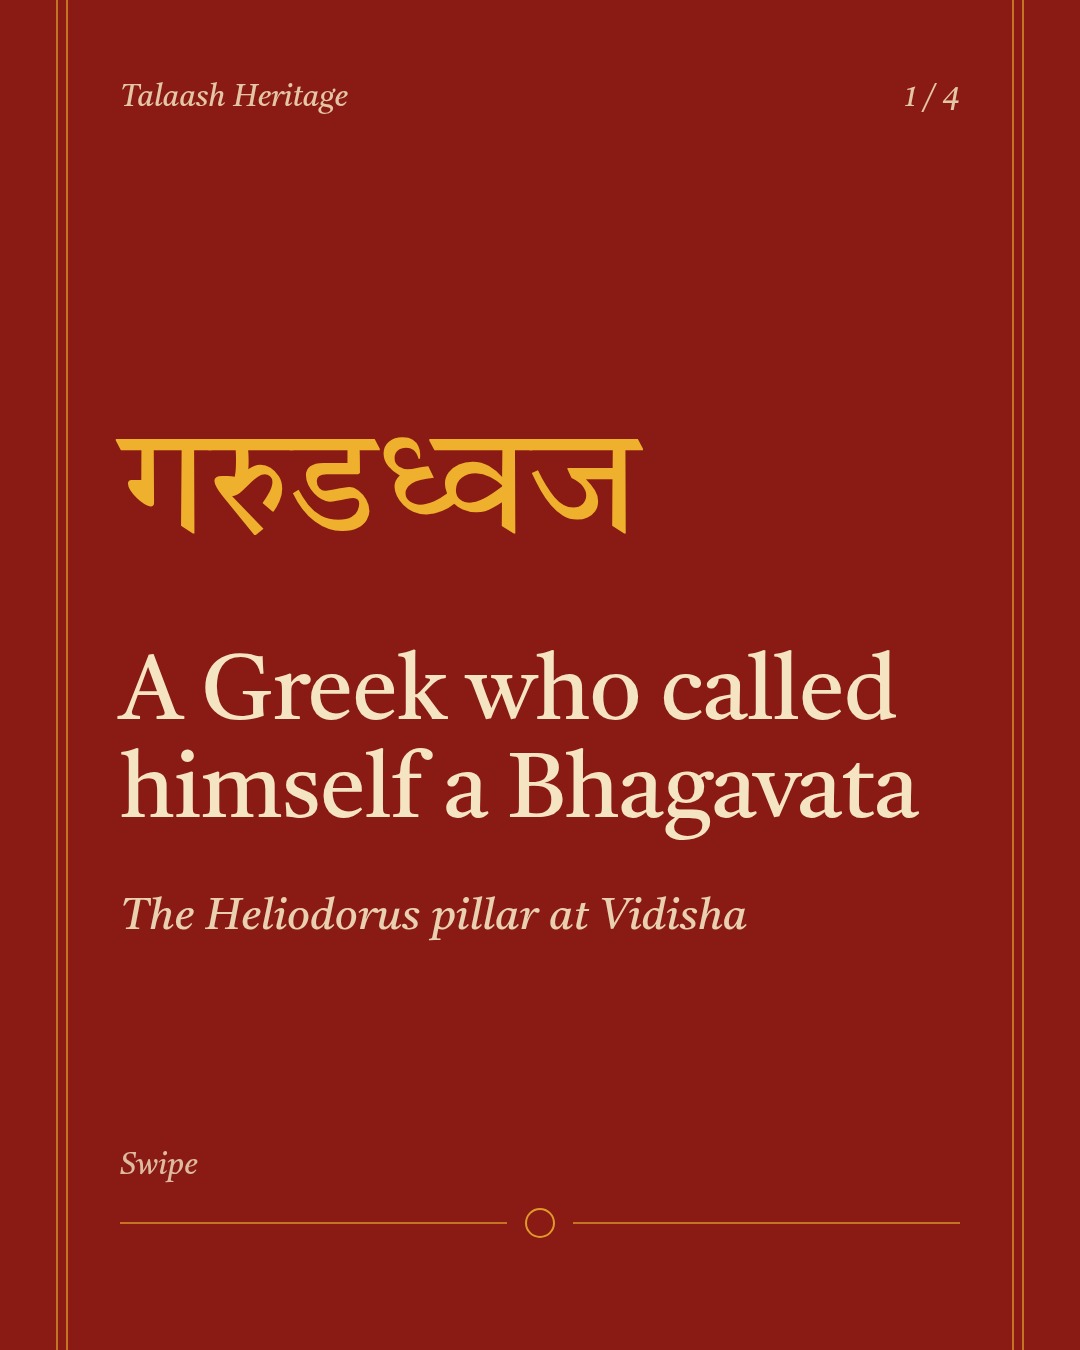 Talaash Heritage
1 / 4
गरुडध्वज
A Greek who called
himself a Bhagavata
The Heliodorus pillar at Vidisha
Swipe